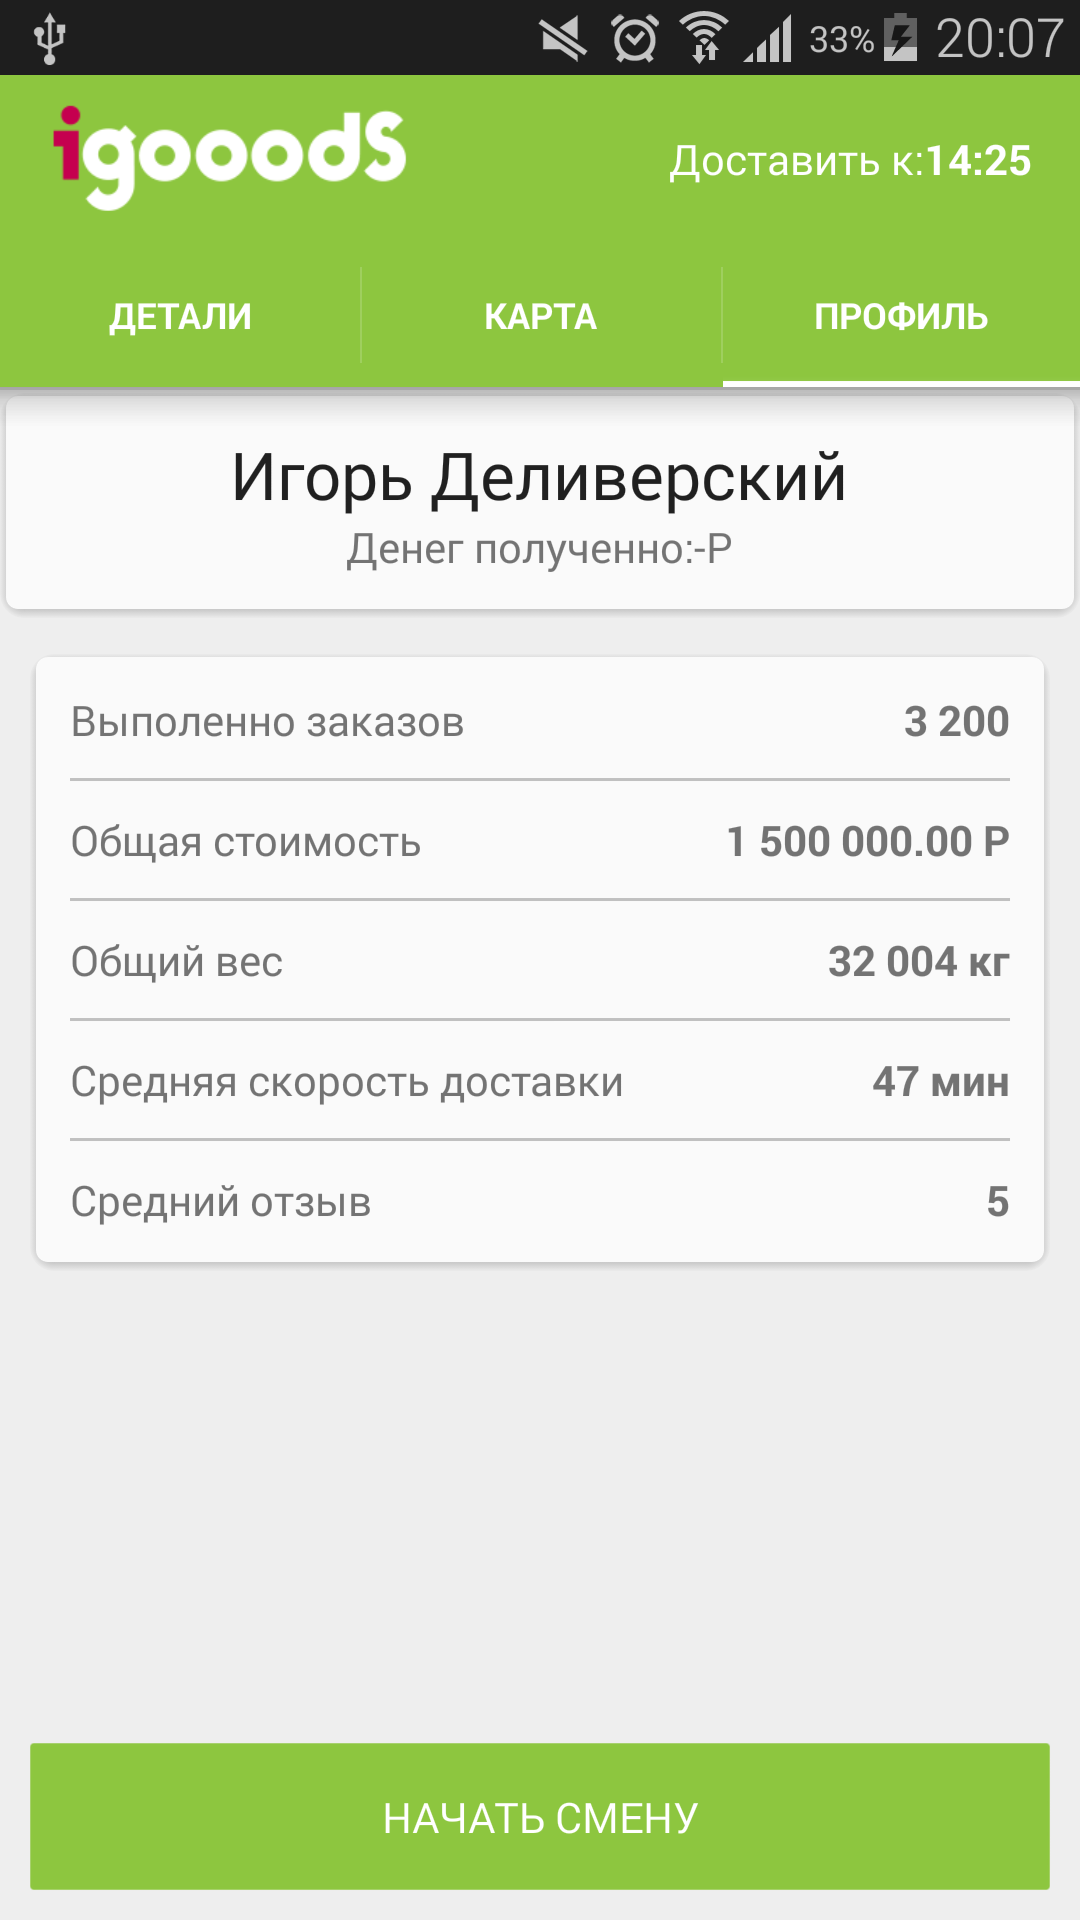 33% 20:07
igooodS
Доставить к:14:25
ДЕТАЛИ КАРТА ПРОФИЛЬ
Игорь Деливерский
Денег полученно:-Р
Выполенно заказов 3 200
Общая стоимость 1 500 000.00 Р
Общий вес 32 004 кг
Средняя скорость доставки 47 мин
Средний отзыв 5
НАЧАТЬ СМЕНУ